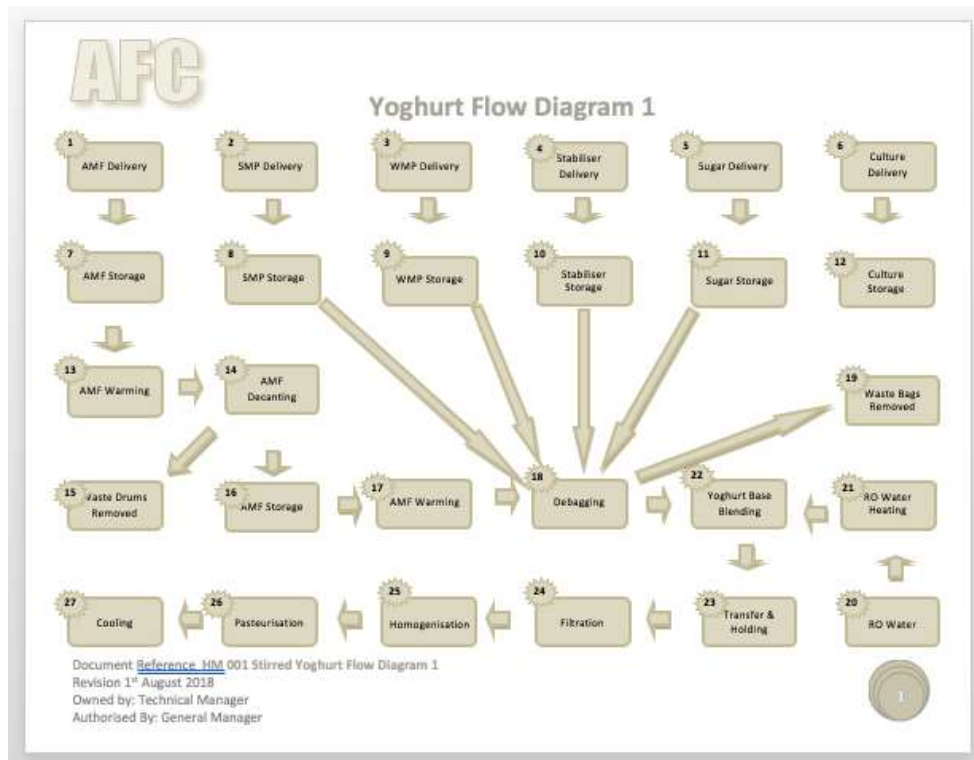 AFC
Yoghurt Flow Diagram 1
1
AMF Delivery
2
SMP Delivery
3
WMP Delivery
4
Stabiliser
Delivery
5
Sugar Delivery
6
Culture
Delivery
7
AMF Storage
8
SMP Storage
9
WMP Storage
10
Stabiliser
Storage
11
Sugar Storage
12
Culture
Storage
13
AMF Warming
14
AMF
Decanting
19
Waste Bags
Removed
15
Waste Drums
Removed
16
AMF Storage
17
AMF Warming
18
Debagging
22
Yoghurt Base
Blending
21
RO Water
Heating
27
Cooling
26
Pasteurisation
25
Homogenisation
24
Filtration
23
Transfer &
Holding
20
RO Water
Document Reference HM 001 Stirred Yoghurt Flow Diagram 1
Revision 1st August 2018
Owned by: Technical Manager
Authorised By: General Manager
1